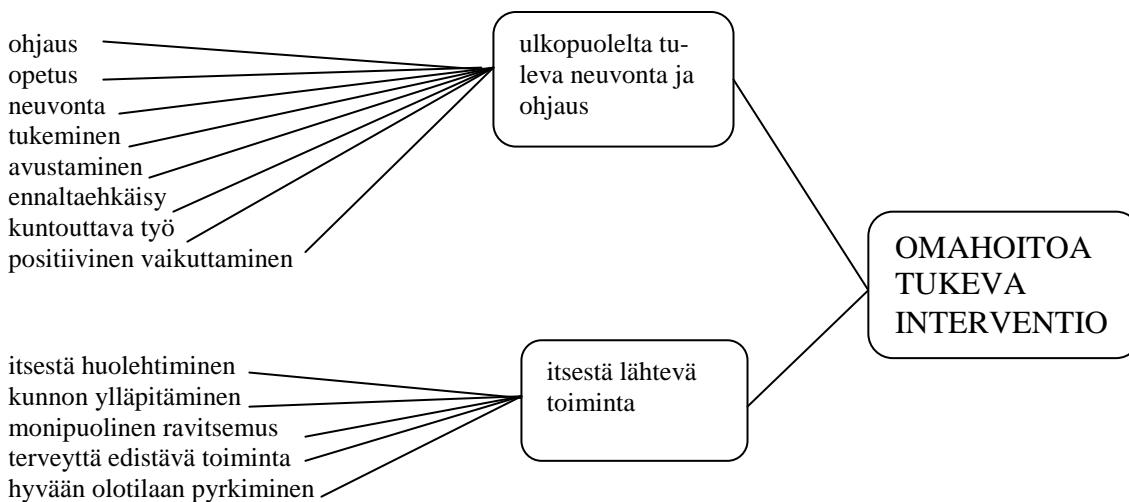 ohjaus
opetus
neuvonta
tukeminen
avustaminen
ennaltaehkäisy
kuntouttava työ
positiivinen vaikuttaminen
ulkopuolelta tu-
leva neuvonta ja
ohjaus
itsestä huolehtiminen
kunnon ylläpitäminen
monipuolinen ravitsemus
terveyttä edistävä toiminta
hyvään olotilaan pyrkiminen
itsestä lähtevä
toiminta
OMAHOITOA
TUKEVA
INTERVENTIO